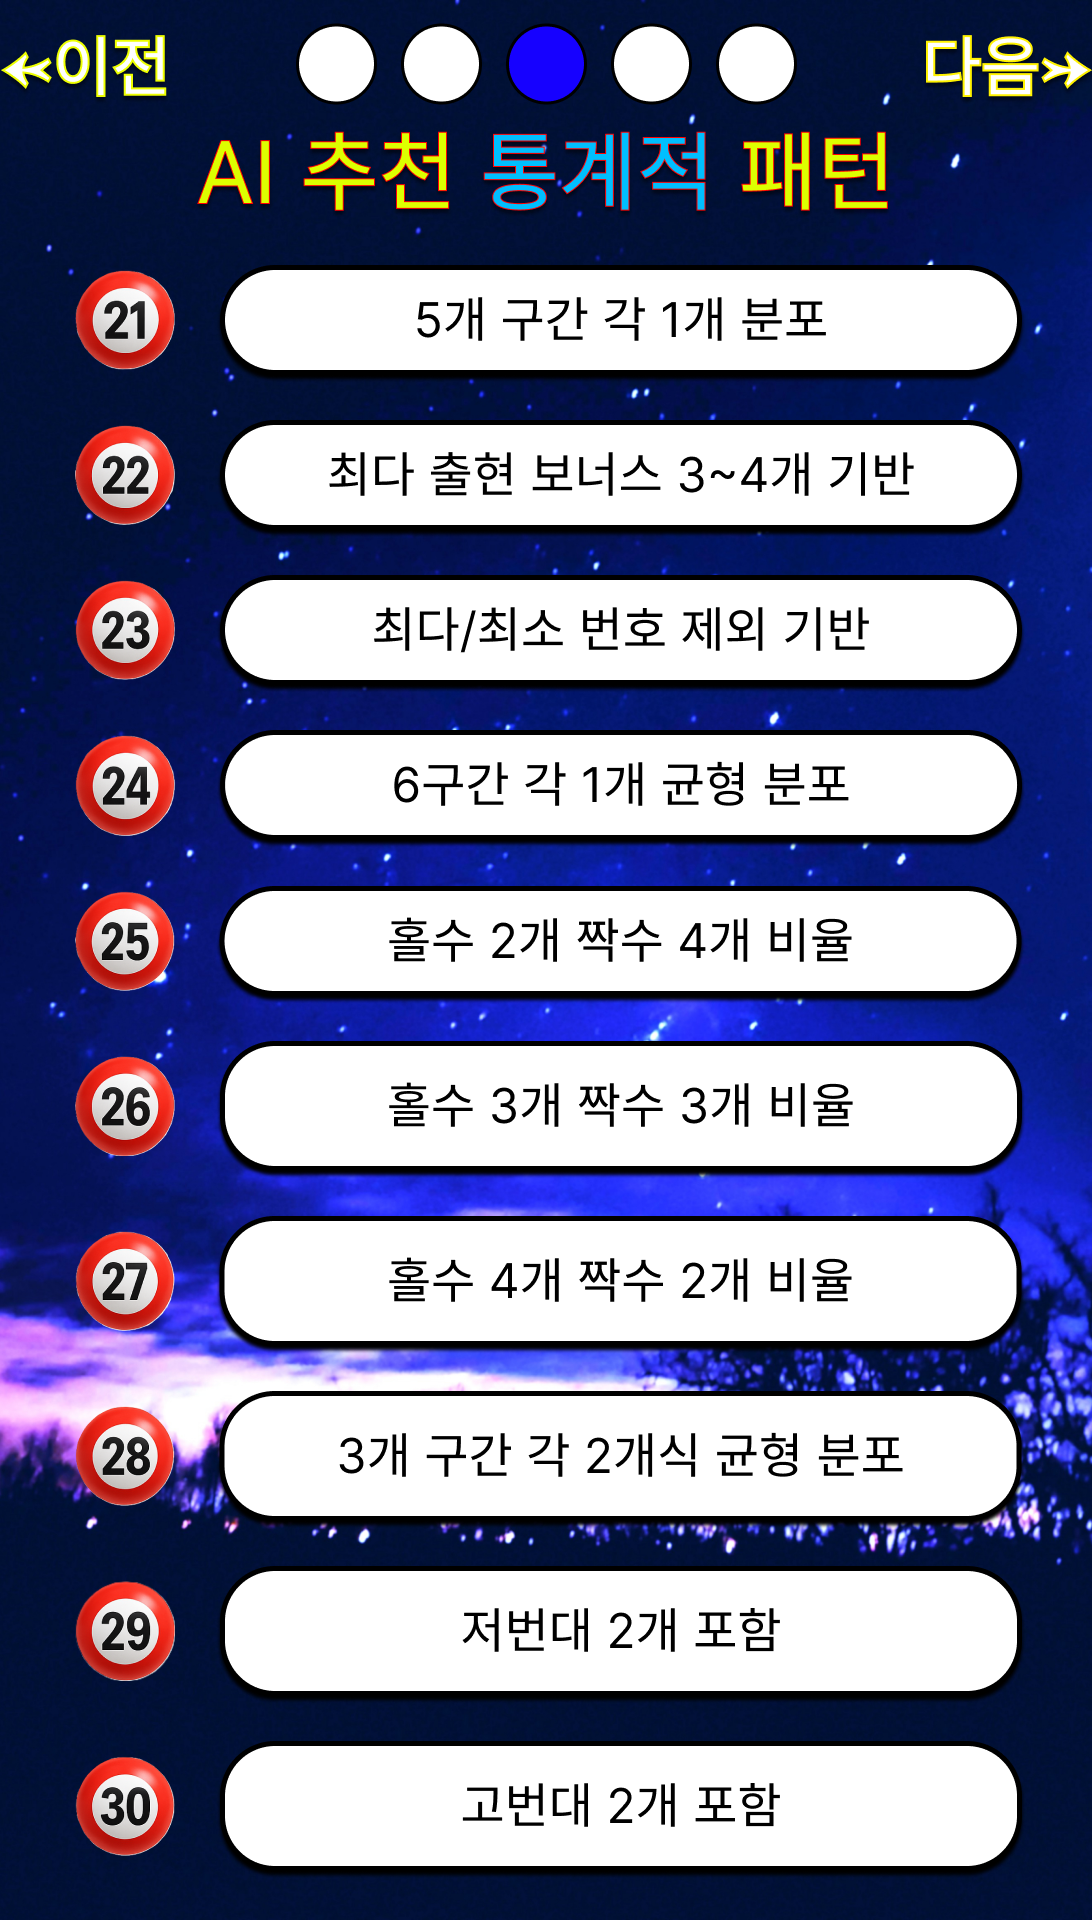 이전
다음
AI 추천 통계적 패턴
21 5개 구간 각 1개 분포
22 최다 출현 보너스 3~4개 기반
23 최다/최소 번호 제외 기반
24 6구간 각 1개 균형 분포
25 홀수 2개 짝수 4개 비율
26 홀수 3개 짝수 3개 비율
27 홀수 4개 짝수 2개 비율
28 3개 구간 각 2개식 균형 분포
29 저번대 2개 포함
30 고번대 2개 포함